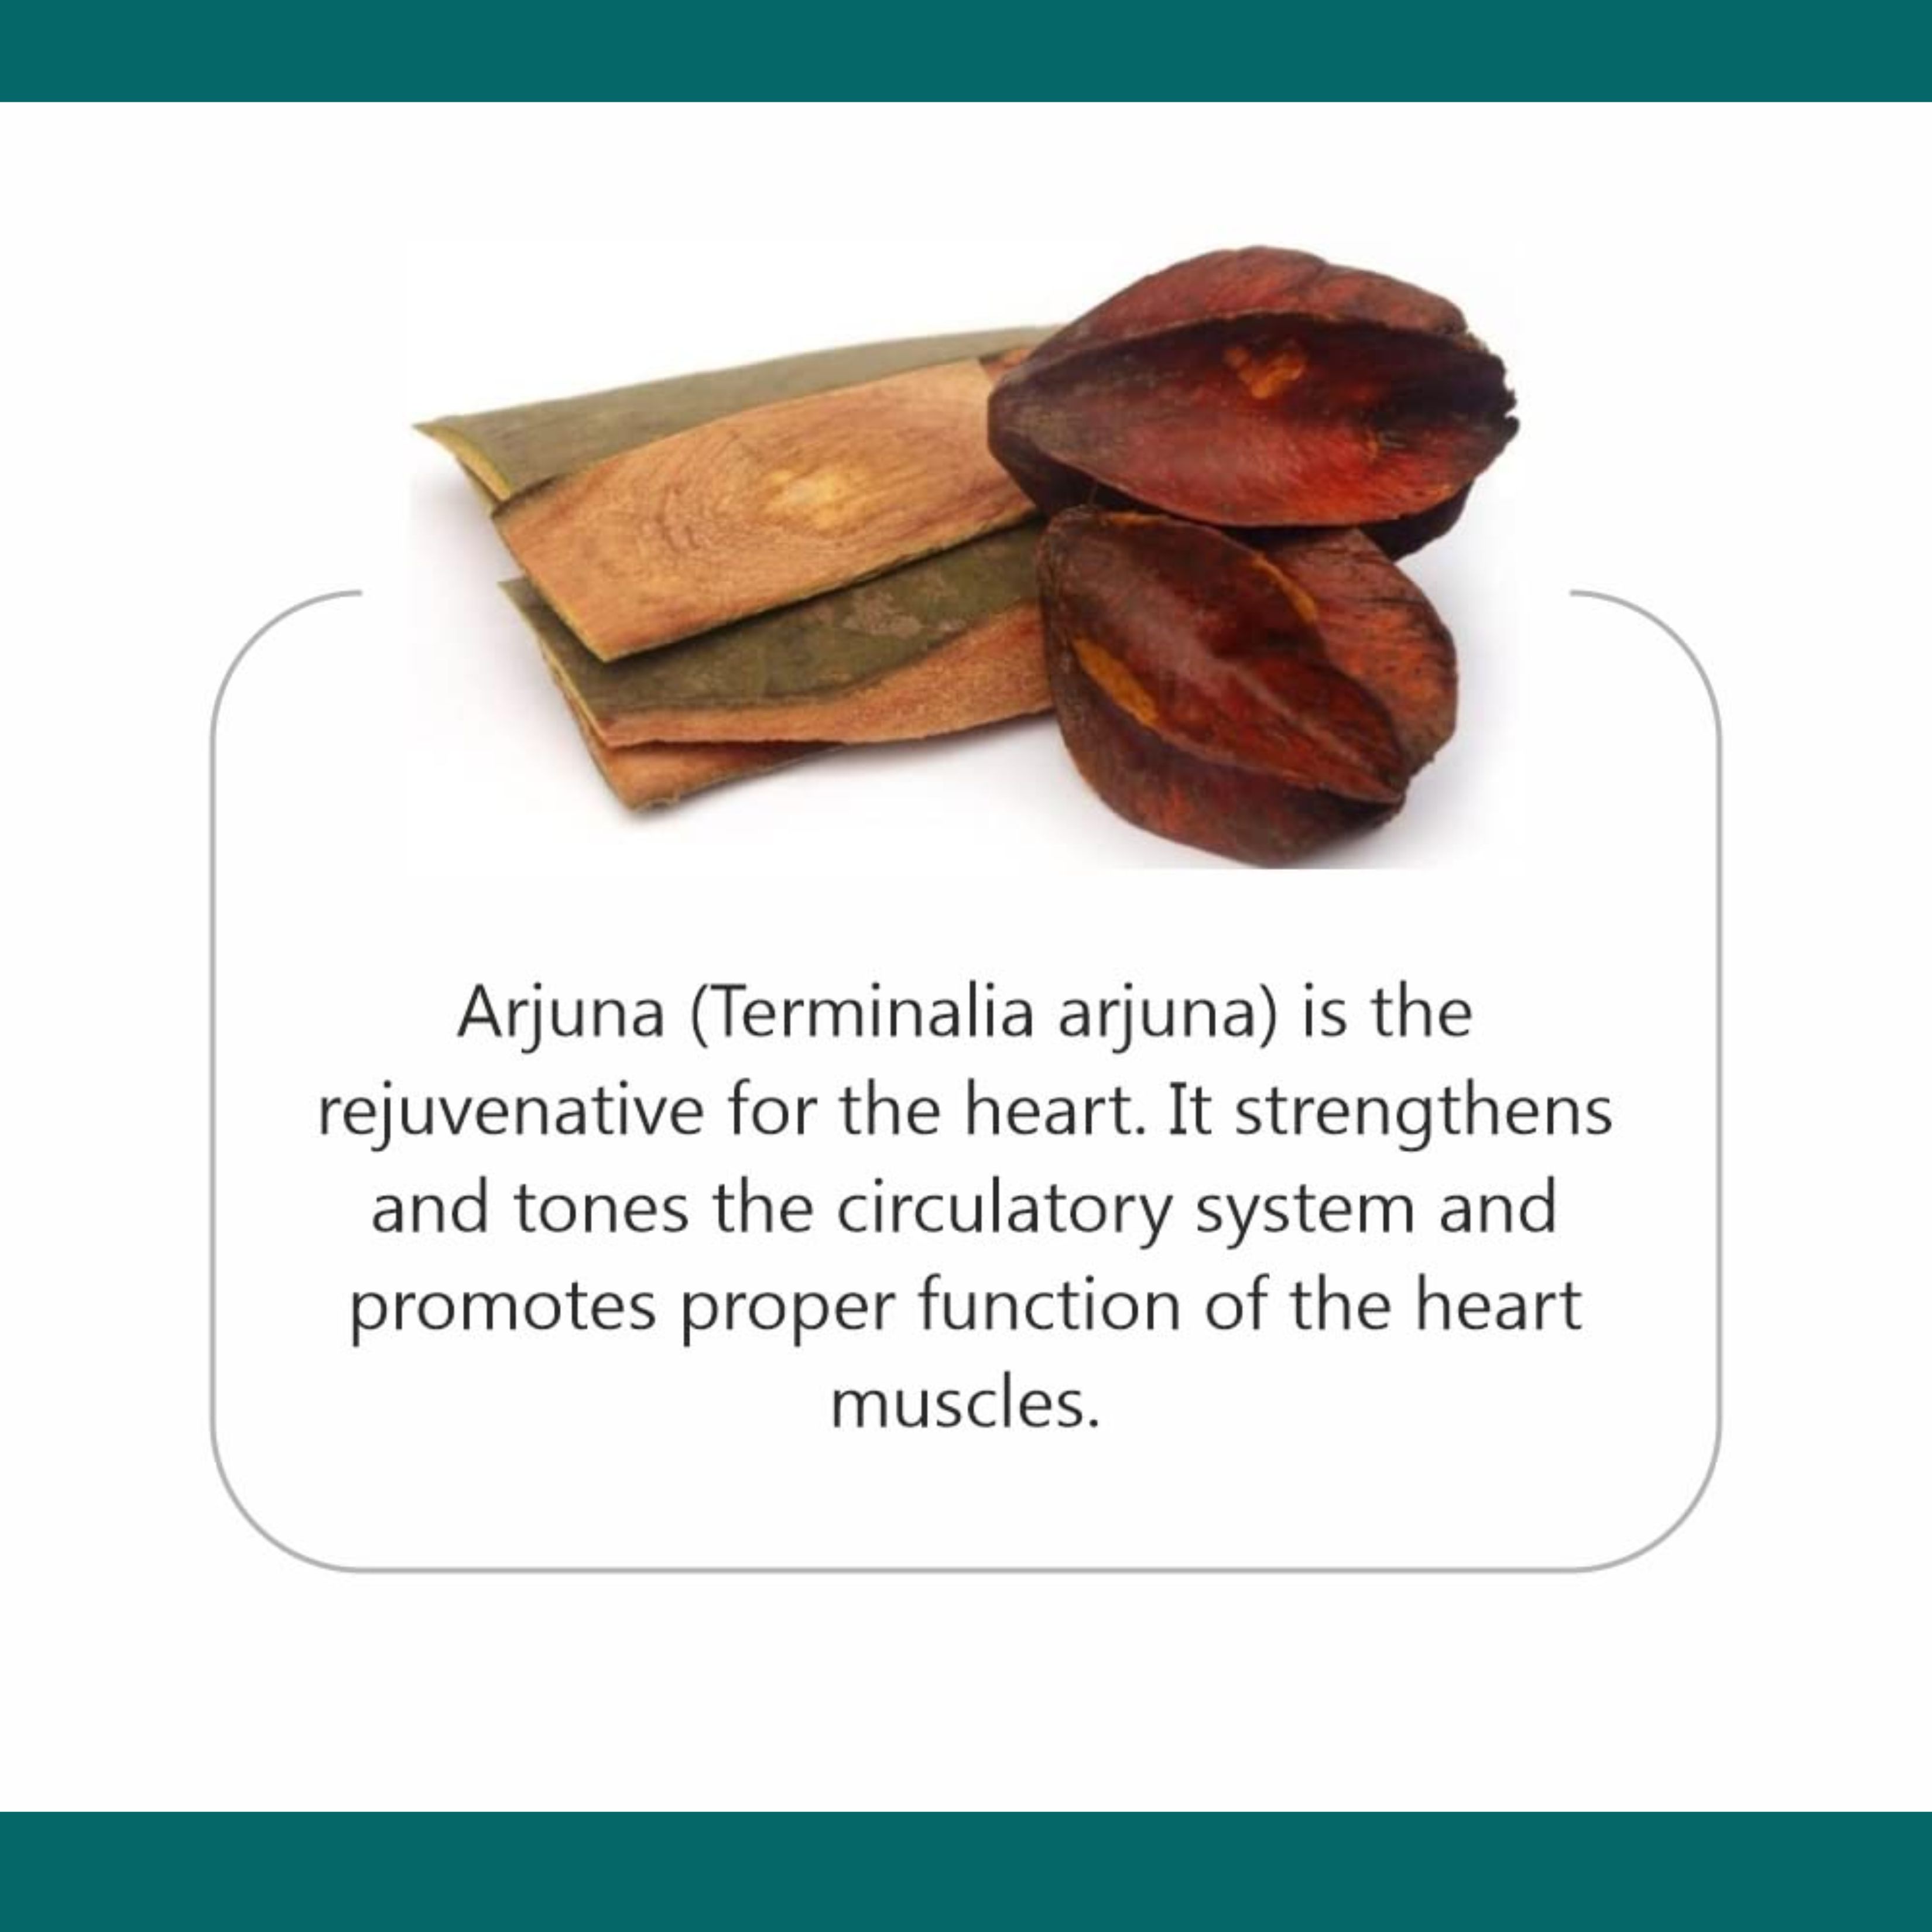 Arjuna (Terminalia arjuna) is the
rejuvenative for the heart. It strengthens
and tones the circulatory system and
promotes proper function of the heart
muscles.